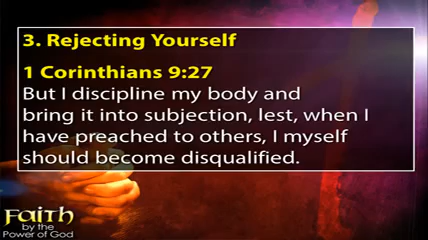 3. Rejecting Yourself
1 Corinthians 9:27
But I discipline my body and
bring it into subjection, lest, when I
have preached to others, I myself
should become disqualified.
Faith
by the
Power of God